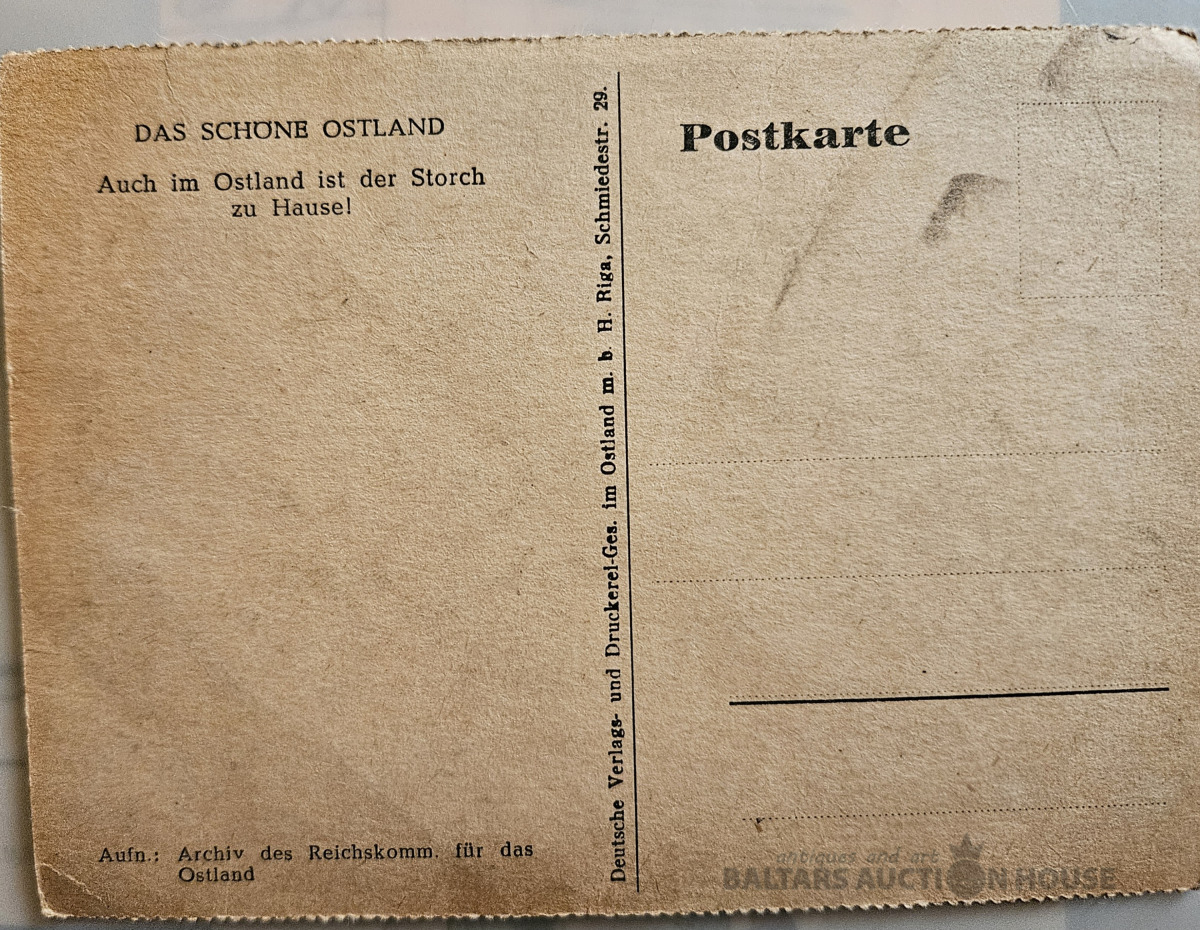 DAS SCHÖNE OSTLAND
Auch im Ostland ist der Storch
zu Hause!
Aufn.: Archiv des Reichskomm. für das
Ostland
Deutsche Verlags- und Druckerei-Ges. im Ostland m. b. H. Riga, Schmiedestr. 29.
Postkarte
antiques and art
BALTARS AUCTION HOUSE